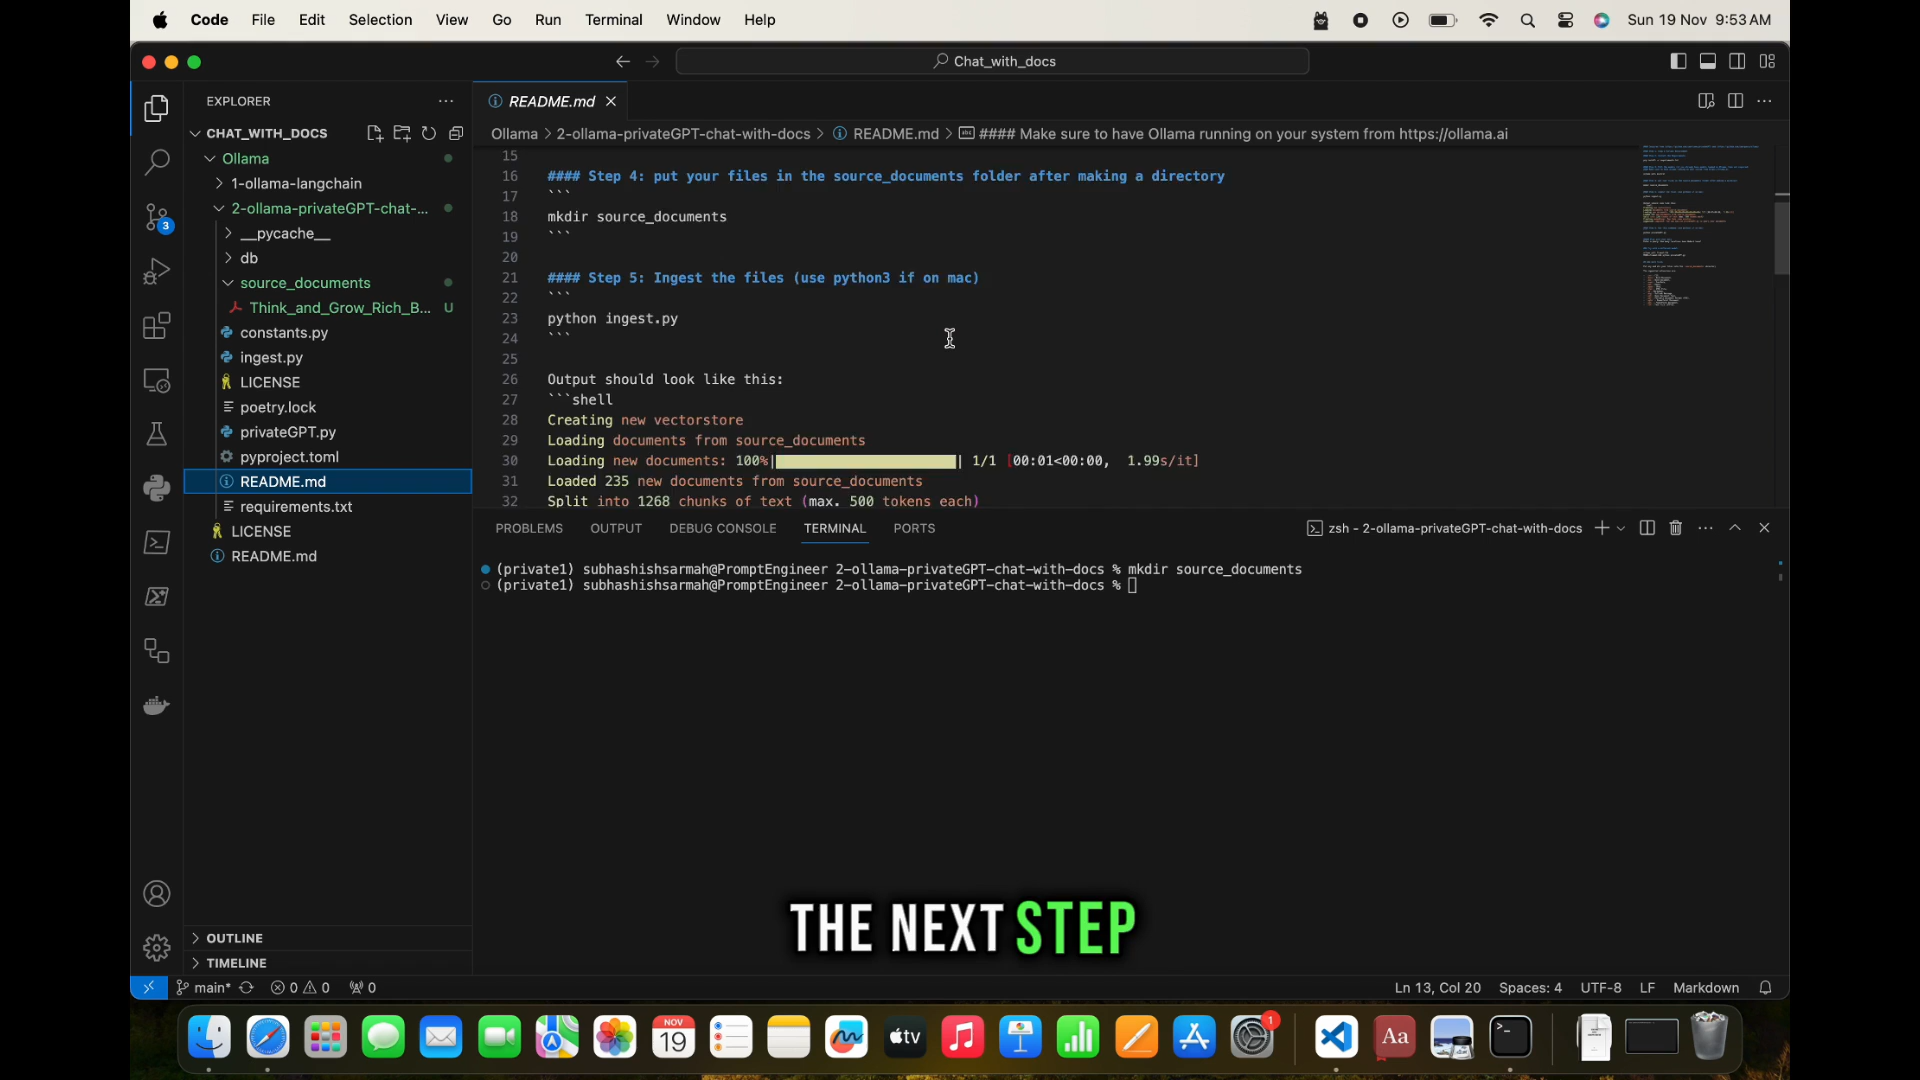 Code File Edit Selection View Go Run Terminal Window Help Sun 19 Nov 9:53 AM
Chat_with_docs
EXPLORER
CHAT_WITH_DOCS
Ollama
1-ollama-langchain
2-ollama-privateGPT-chat-...
__pycache__
db
source_documents
Think_and_Grow_Rich_B... U
constants.py
ingest.py
LICENSE
poetry.lock
privateGPT.py
pyproject.toml
README.md
requirements.txt
LICENSE
README.md
OUTLINE
TIMELINE
3
README.md
Ollama > 2-ollama-privateGPT-chat-with-docs > README.md > #### Make sure to have Ollama running on your system from https://ollama.ai
15
16 #### Step 4: put your files in the source_documents folder after making a directory
17 ```
18 mkdir source_documents
19 ```
20
21 #### Step 5: Ingest the files (use python3 if on mac)
22 ```
23 python ingest.py
24 ```
25
26 Output should look like this:
27 ```shell
28 Creating new vectorstore
29 Loading documents from source_documents
30 Loading new documents: 100%| | 1/1 [00:01<00:00, 1.99s/it]
31 Loaded 235 new documents from source_documents
32 Split into 1268 chunks of text (max. 500 tokens each)
PROBLEMS OUTPUT DEBUG CONSOLE TERMINAL PORTS zsh - 2-ollama-privateGPT-chat-with-docs
(private1) subhashishsarmah@PromptEngineer 2-ollama-privateGPT-chat-with-docs % mkdir source_documents
(private1) subhashishsarmah@PromptEngineer 2-ollama-privateGPT-chat-with-docs %
THE NEXT STEP
main* 0 0 0 Ln 13, Col 20 Spaces: 4 UTF-8 LF Markdown
NOV
19
tv
1
Aa